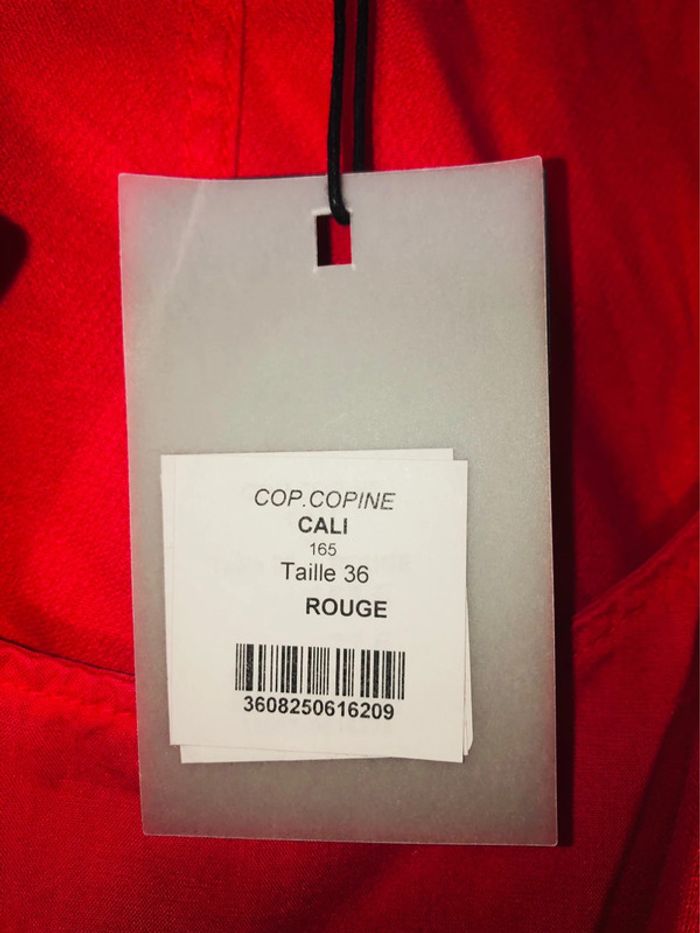 COP.COPINE
CALI
165
Taille 36
ROUGE
3608250616209